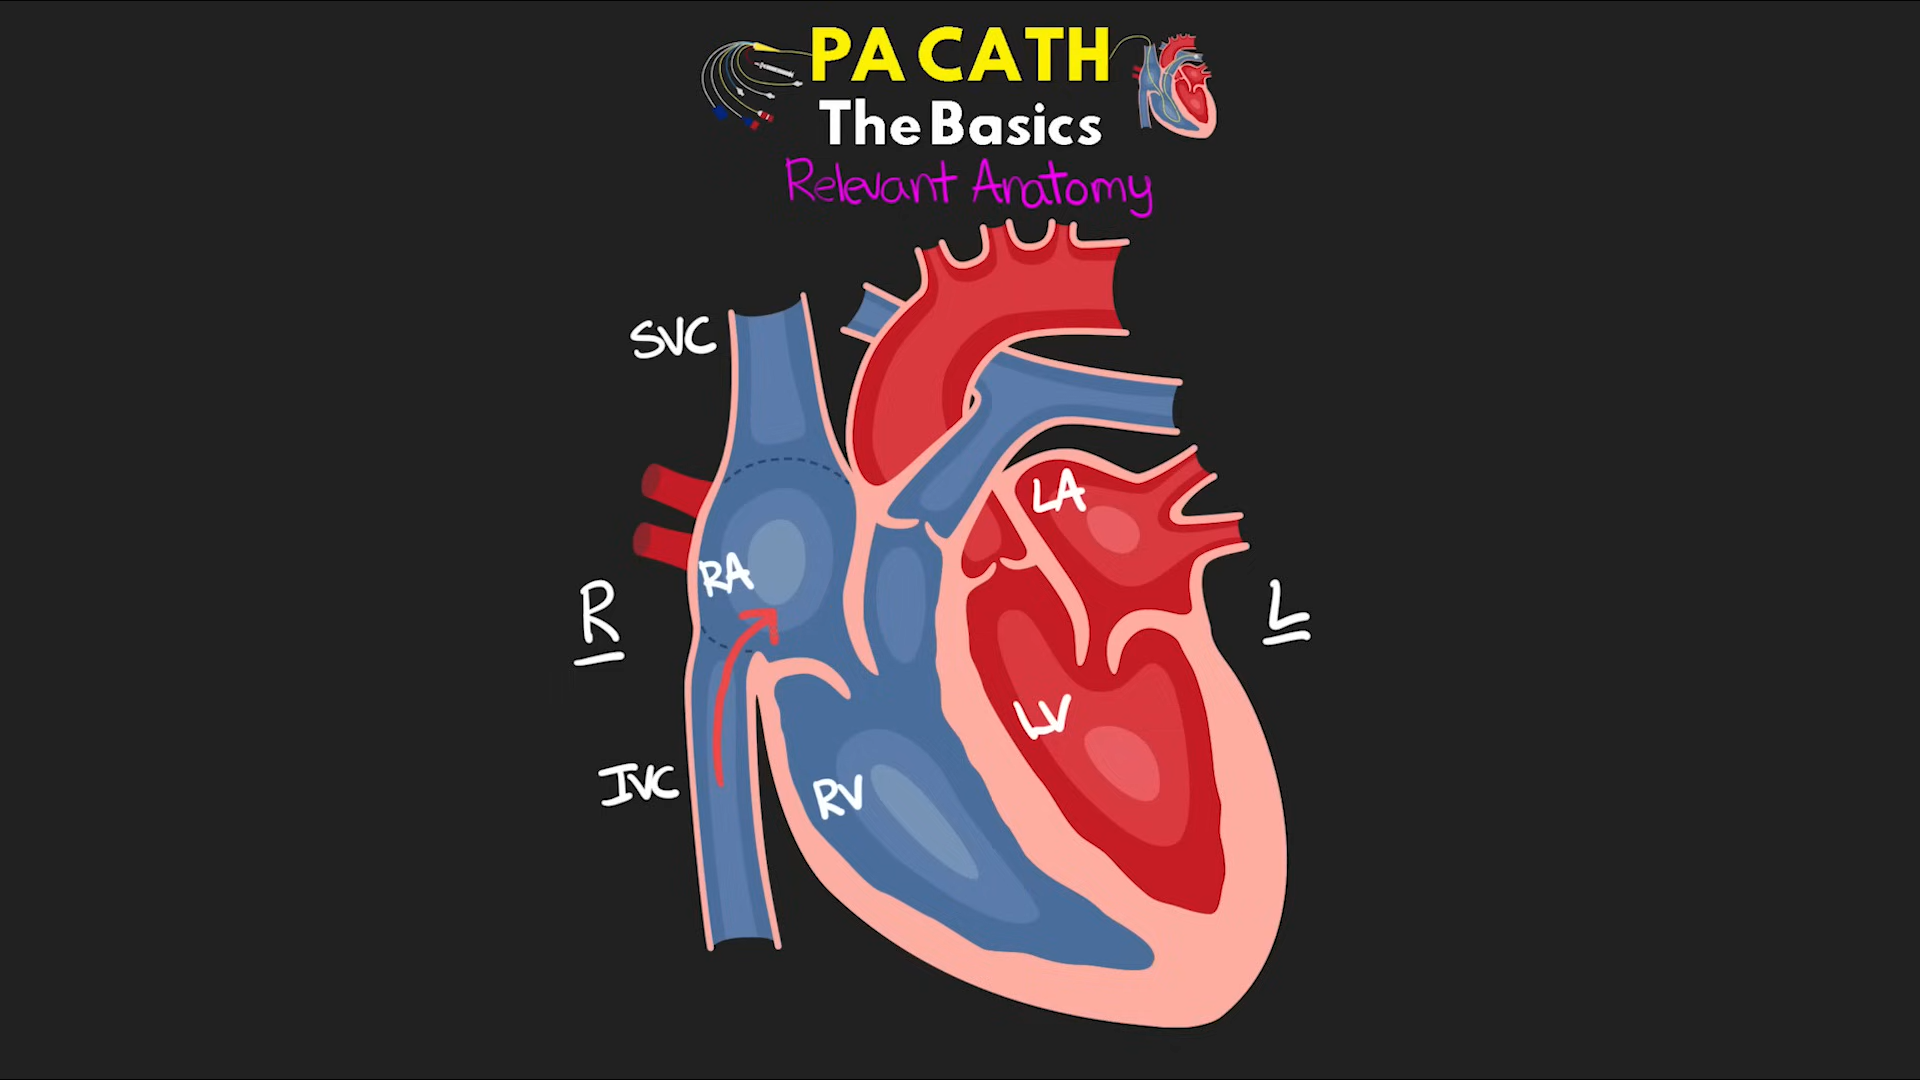 PA CATH
The Basics
Relevant Anatomy
SVC
LA
RA
R
L
LV
IVC
RV